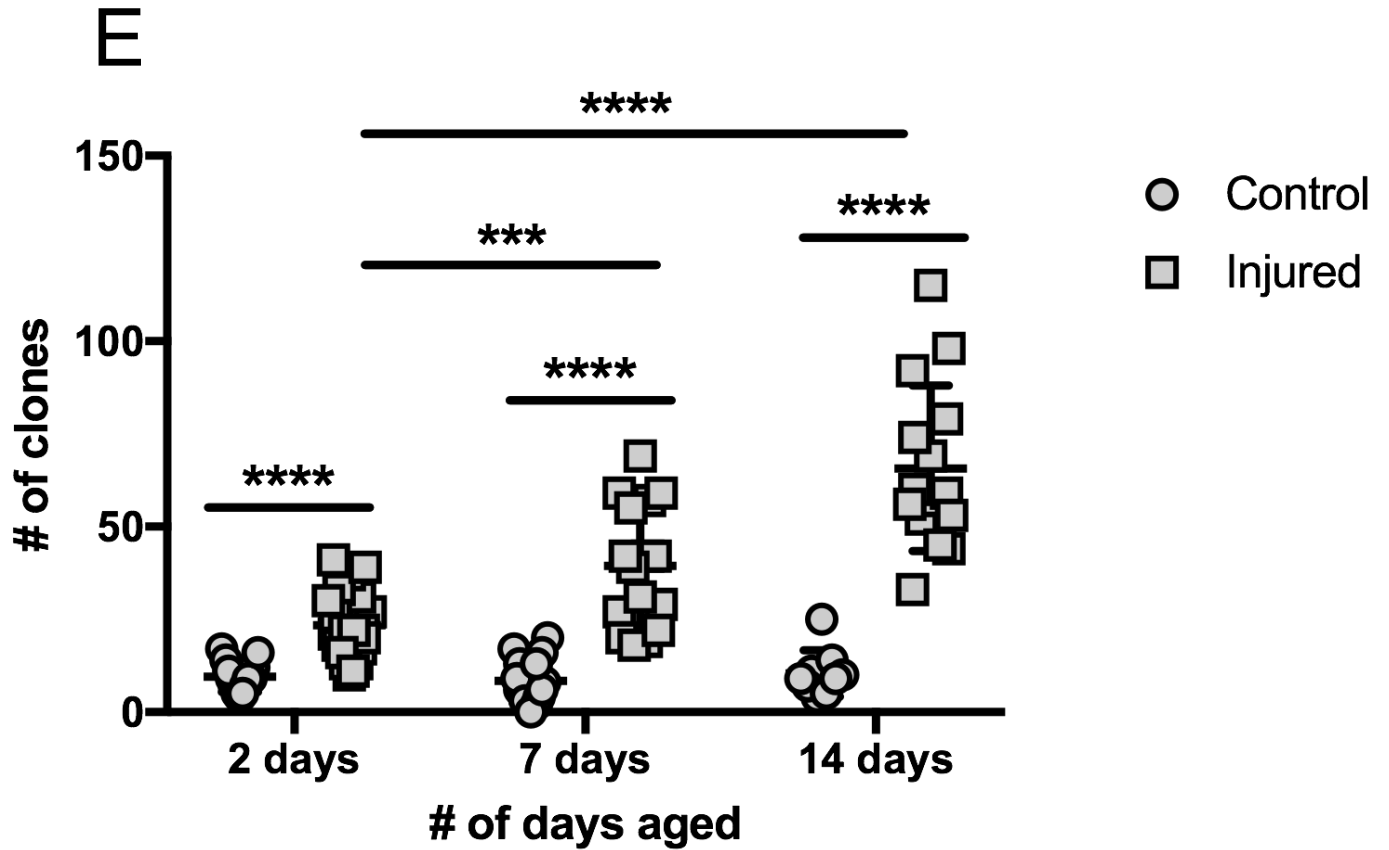 E
****
150
***
****
Control
Injured
100
****
****
50
0
2 days 7 days 14 days
# of days aged
# of clones